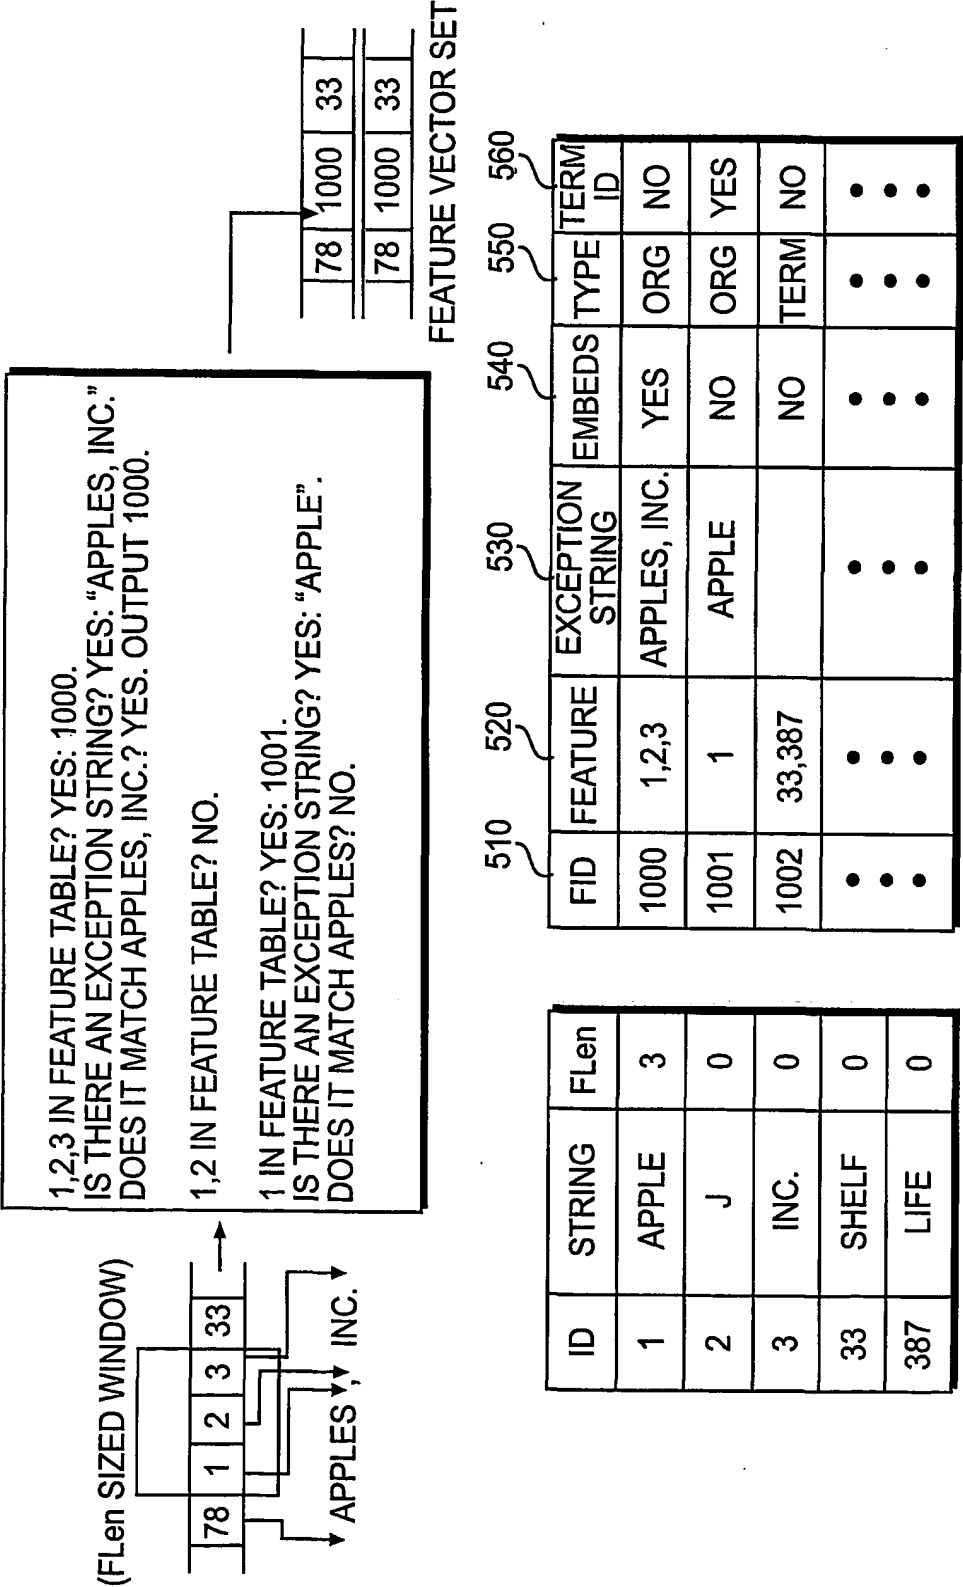 (FLen SIZED WINDOW)
78 1 2 3 33
APPLES , INC.
1,2,3 IN FEATURE TABLE? YES: 1000.
IS THERE AN EXCEPTION STRING? YES: “APPLES, INC.”
DOES IT MATCH APPLES, INC.? YES. OUTPUT 1000.
1,2 IN FEATURE TABLE? NO.
1 IN FEATURE TABLE? YES: 1001.
IS THERE AN EXCEPTION STRING? YES: “APPLE”.
DOES IT MATCH APPLES? NO.
78 1000 33
78 1000 33
FEATURE VECTOR SET
ID STRING FLen
1 APPLE 3
2 J 0
3 INC. 0
33 SHELF 0
387 LIFE 0
510 520 530 540 550 560
FID FEATURE EXCEPTION STRING EMBEDS TYPE TERM ID
1000 1,2,3 APPLES, INC. YES ORG NO
1001 1 APPLE NO ORG YES
1002 33,387 NO TERM NO